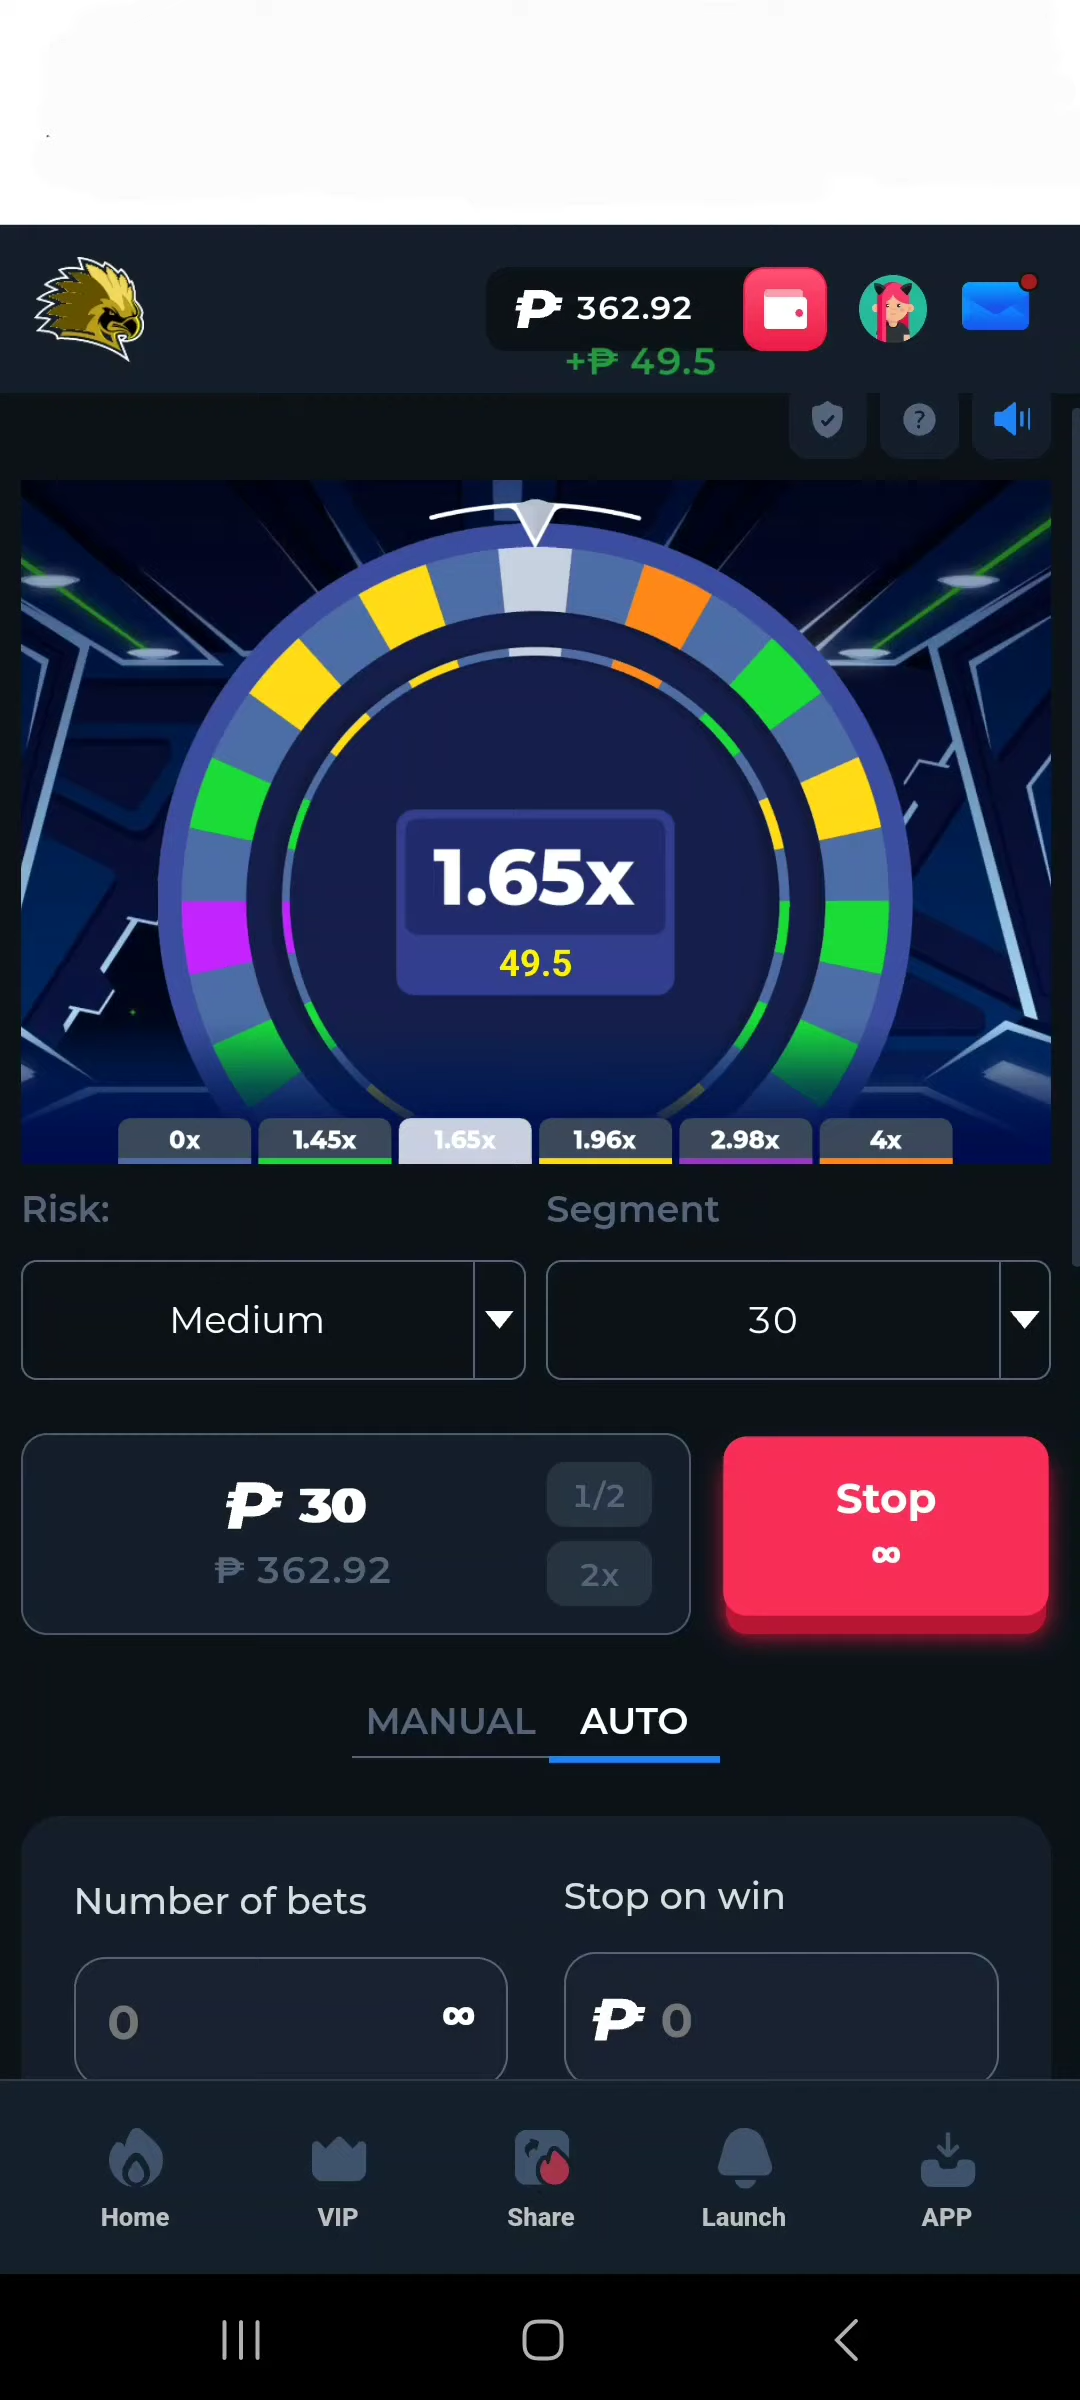 ₱ 362.92
+₱ 49.5
?
1.65x
49.5
0x 1.45x 1.65x 1.96x 2.98x 4x
Risk: Segment
Medium 30
₱ 30
₱ 362.92
1/2
2x
Stop
∞
MANUAL AUTO
Number of bets Stop on win
0 ∞ ₱ 0
Home VIP Share Launch APP